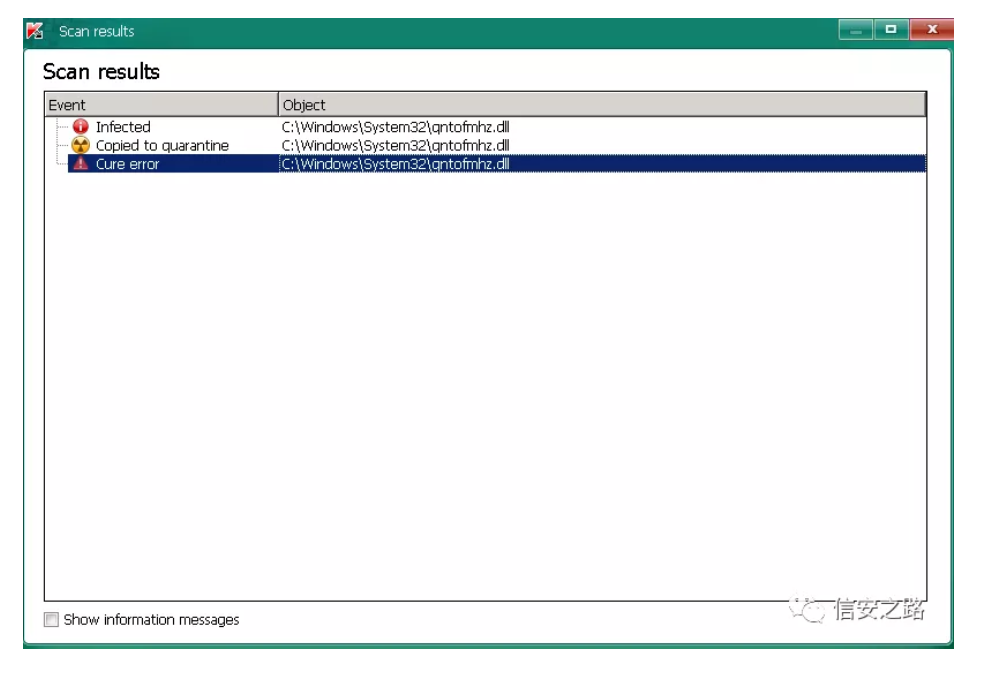 Scan results
Scan results
Event Object
Infected C:\Windows\System32\qntofmhz.dll
Copied to quarantine C:\Windows\System32\qntofmhz.dll
Cure error C:\Windows\System32\qntofmhz.dll
Show information messages
信安之路